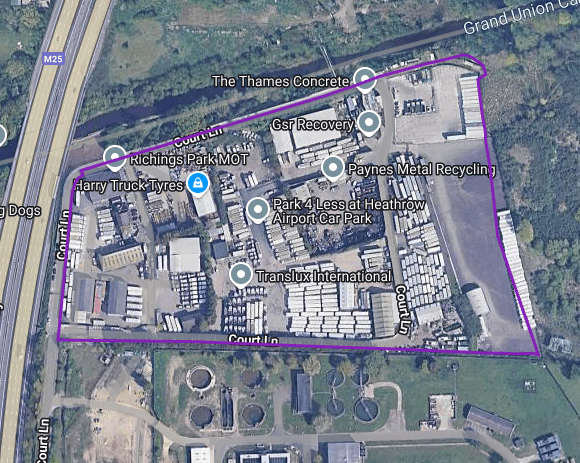 Grand Union Ca
M25
The Thames Concrete
Court Ln
Gsr Recovery
Richings Park MOT
Paynes Metal Recycling
Harry Truck Tyres
Park 4 Less at Heathrow
Airport Car Park
g Dogs
Court Ln
Translux International
Court Ln
Court Ln
Court Ln